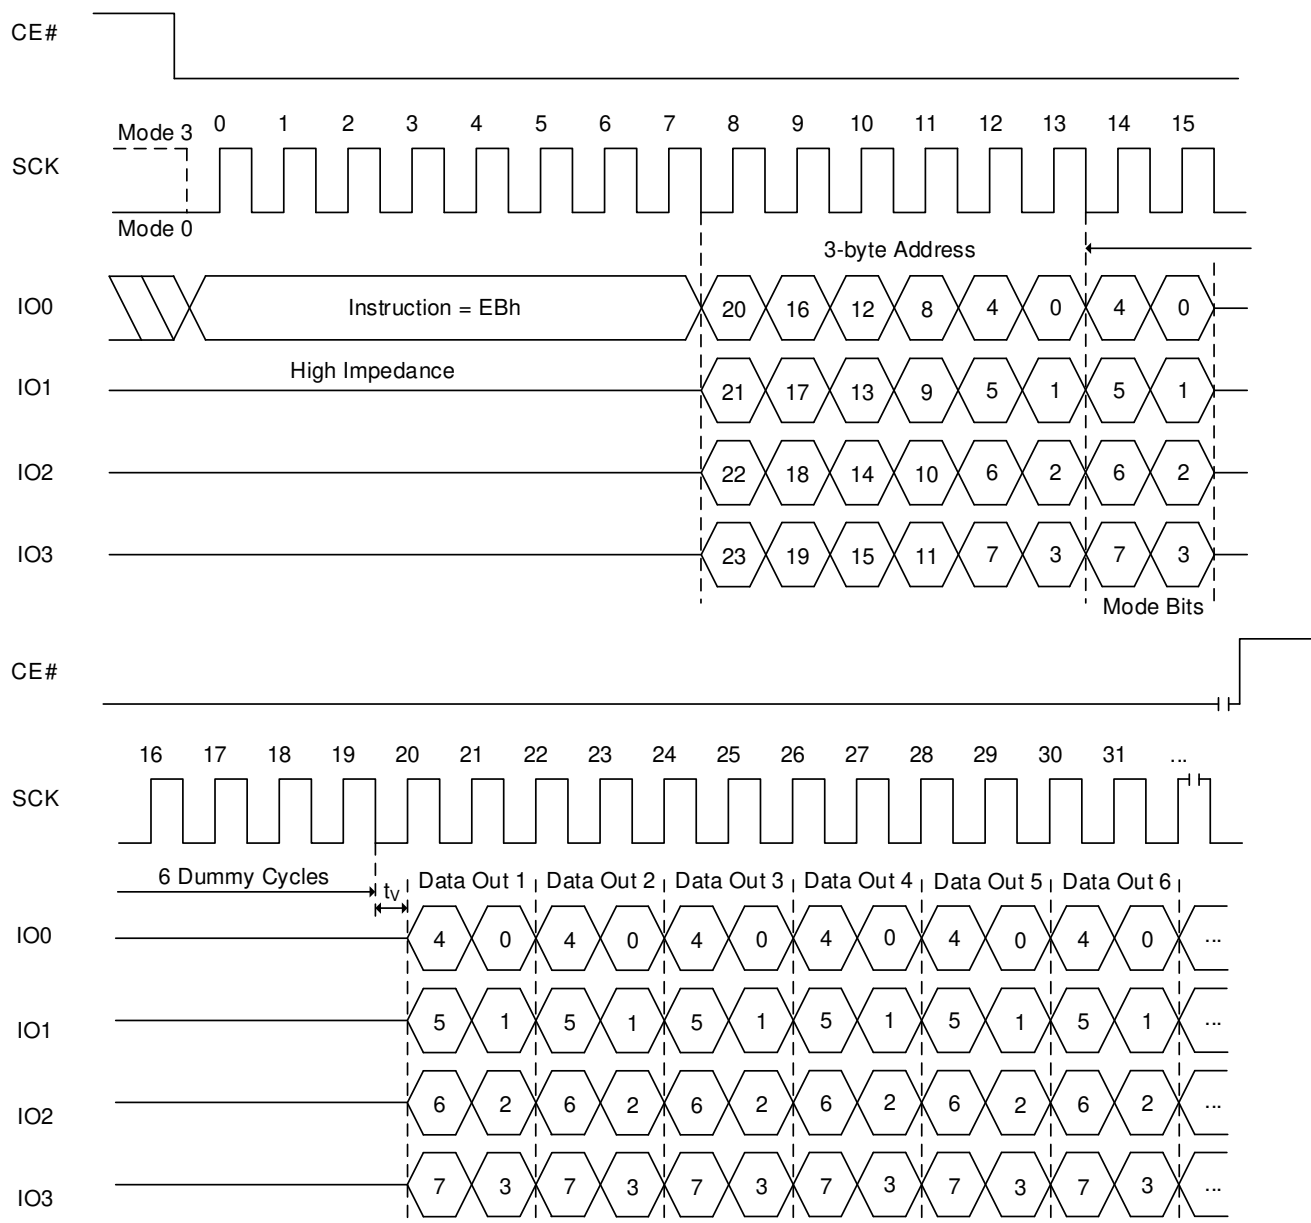 CE#
Mode 3 0 1 2 3 4 5 6 7 8 9 10 11 12 13 14 15
SCK
Mode 0
3-byte Address
IO0 Instruction = EBh 20 16 12 8 4 0 4 0
High Impedance
IO1 21 17 13 9 5 1 5 1
IO2 22 18 14 10 6 2 6 2
IO3 23 19 15 11 7 3 7 3
Mode Bits
CE#
16 17 18 19 20 21 22 23 24 25 26 27 28 29 30 31 ...
SCK
6 Dummy Cycles tV Data Out 1 Data Out 2 Data Out 3 Data Out 4 Data Out 5 Data Out 6
IO0 4 0 4 0 4 0 4 0 4 0 4 0 ...
IO1 5 1 5 1 5 1 5 1 5 1 5 1 ...
IO2 6 2 6 2 6 2 6 2 6 2 6 2 ...
IO3 7 3 7 3 7 3 7 3 7 3 7 3 ...